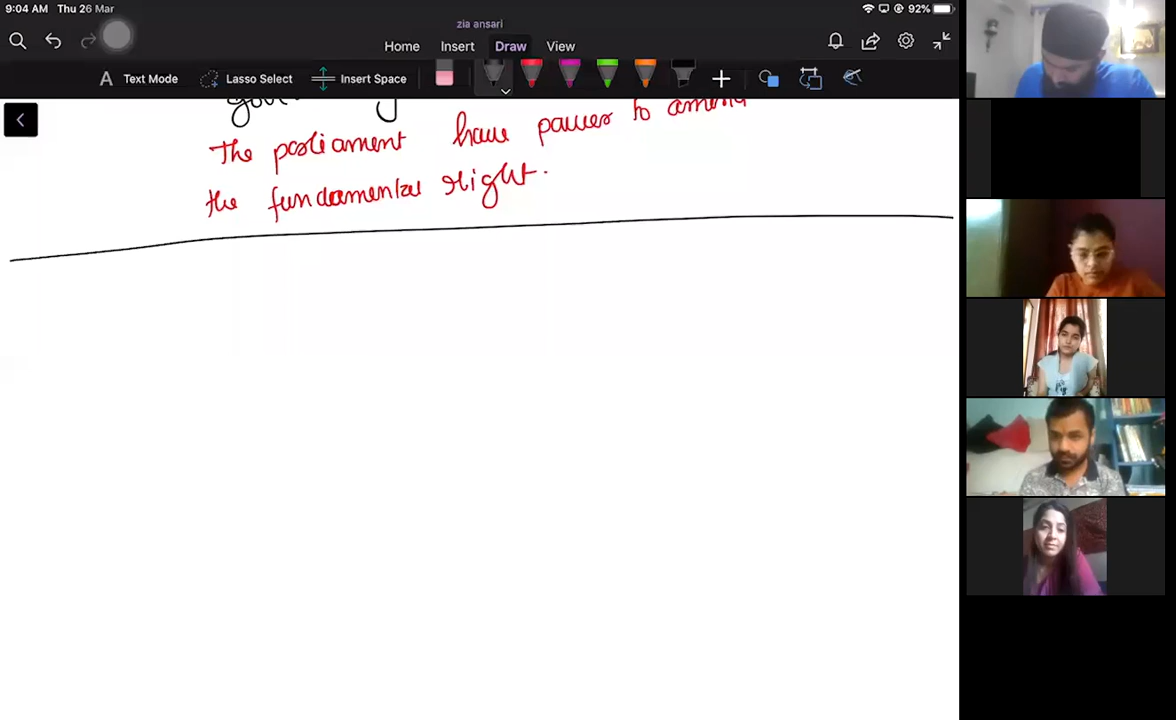 9:04 AM Thu 26 Mar
92%
zia ansari
Home Insert Draw View
Text Mode Lasso Select Insert Space
The parliament have power to amend
the fundamental right.